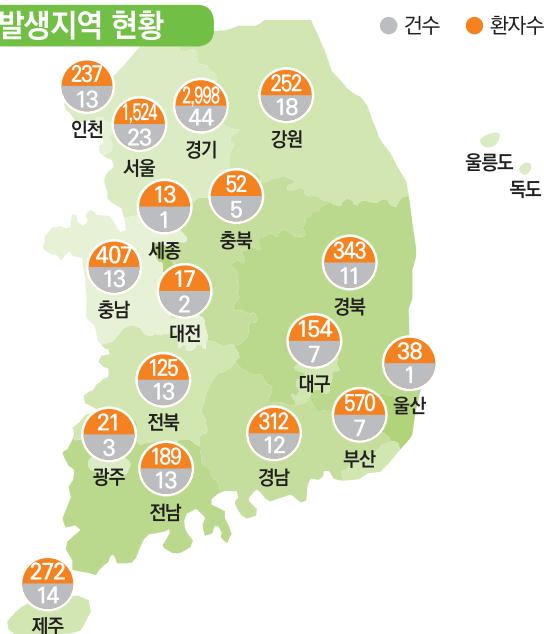 발생지역 현황
건수 환자수
237
13
인천
1,524
23
서울
2,998
44
경기
252
18
강원
울릉도
독도
13
1
세종
52
5
충북
407
13
충남
17
2
대전
343
11
경북
154
7
대구
38
1
울산
125
13
전북
570
7
부산
21
3
광주
312
12
경남
189
13
전남
272
14
제주